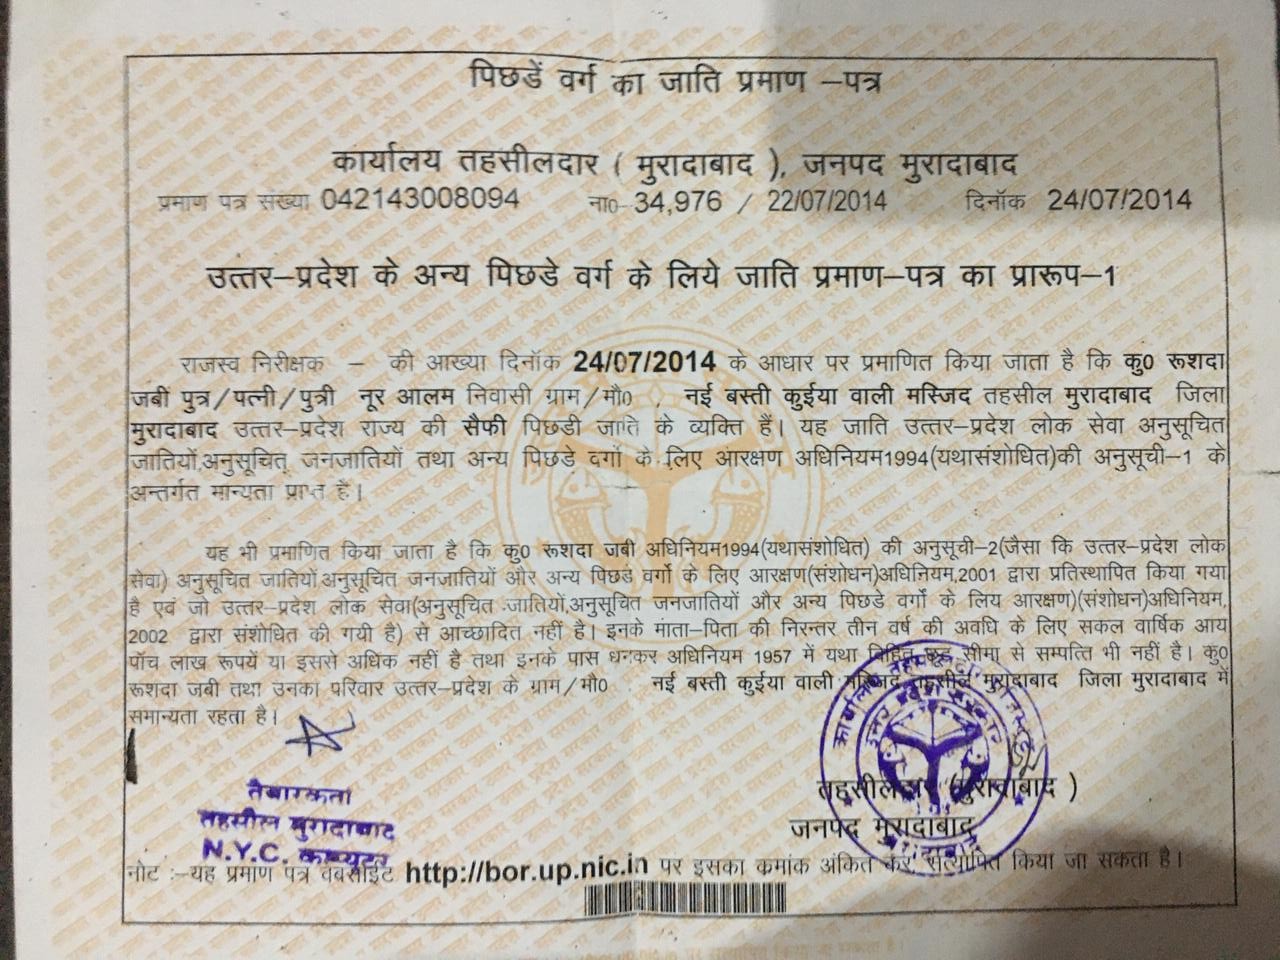 पिछडें वर्ग का जाति प्रमाण –पत्र
कार्यालय तहसीलदार ( मुरादाबाद ), जनपद मुरादाबाद
प्रमाण पत्र संख्या 042143008094 ना0- 34,976 / 22/07/2014 दिनॉक 24/07/2014
उत्तर–प्रदेश के अन्य पिछडे वर्ग के लिये जाति प्रमाण–पत्र का प्रारूप–1
राजस्व निरीक्षक – की आख्या दिनॉक 24/07/2014 के आधार पर प्रमाणित किया जाता है कि कु0 रूशदा
जबीं पुत्र/पत्नी/पुत्री नूर आलम निवासी ग्राम/मौ0 नई बस्ती कुईया वाली मस्जिद तहसील मुरादाबाद जिला
मुरादाबाद उत्तर–प्रदेश राज्य की सैफी पिछडी जाति के व्यक्ति हैं। यह जाति उत्तर–प्रदेश लोक सेवा अनुसूचित
जातियों,अनुसूचित् जनजातियों तथा अन्य पिछडे वर्गो के लिए आरक्षण अधिनियम1994(यथासंशोधित)की अनुसूची–1 के
अन्तर्गत मान्यता प्राप्त है।
यह भी प्रमाणित किया जाता है कि कु0 रूशदा जबी अधिनियम1994(यथासंशोधित) की अनुसूची–2(जैसा कि उत्तर–प्रदेश लोक
सेवा) अनुसूचित जातियों,अनुसूचित जनजातियों और अन्य पिछडे वर्गो के लिए आरक्षण(संशोधन)अधिनियम,2001 द्वारा प्रतिस्थापित किया गया
है एवं जो उत्तर–प्रदेश लोक सेवा(अनुसूचित जातियों,अनुसूचित जनजातियों और अन्य पिछडे वर्गो के लिय आरक्षण)(संशोधन)अधिनियम,
2002 द्वारा संशोधित की गयी है) से आच्छादित नहीं है। इनके माता–पिता की निरन्तर तीन वर्ष की अवधि के लिए सकल वार्षिक आय
पॉच लाख रूपयें या इससे अधिक नहीं है तथा इनके पास धनकर अधिनियम 1957 में यथा विहित छूट सीमा से सम्पत्ति भी नहीं है। कु0
रूशदा जबी तथा उनका परिवार उत्तर–प्रदेश के ग्राम/मौ0 नई बस्ती कुईया वाली मस्जिद तहसील मुरादाबाद जिला मुरादाबाद में
समान्यता रहता है।
तैयारकर्ता
तहसील मुरादाबाद
N.Y.C. कम्प्यूटर
तहसीलदार (मुरादाबाद )
जनपद मुरादाबाद
नोट :–यह प्रमाण पत्र वेबसाइट http://bor.up.nic.in पर इसका कमांक अंकित कर, सत्यापित किया जा सकता है।